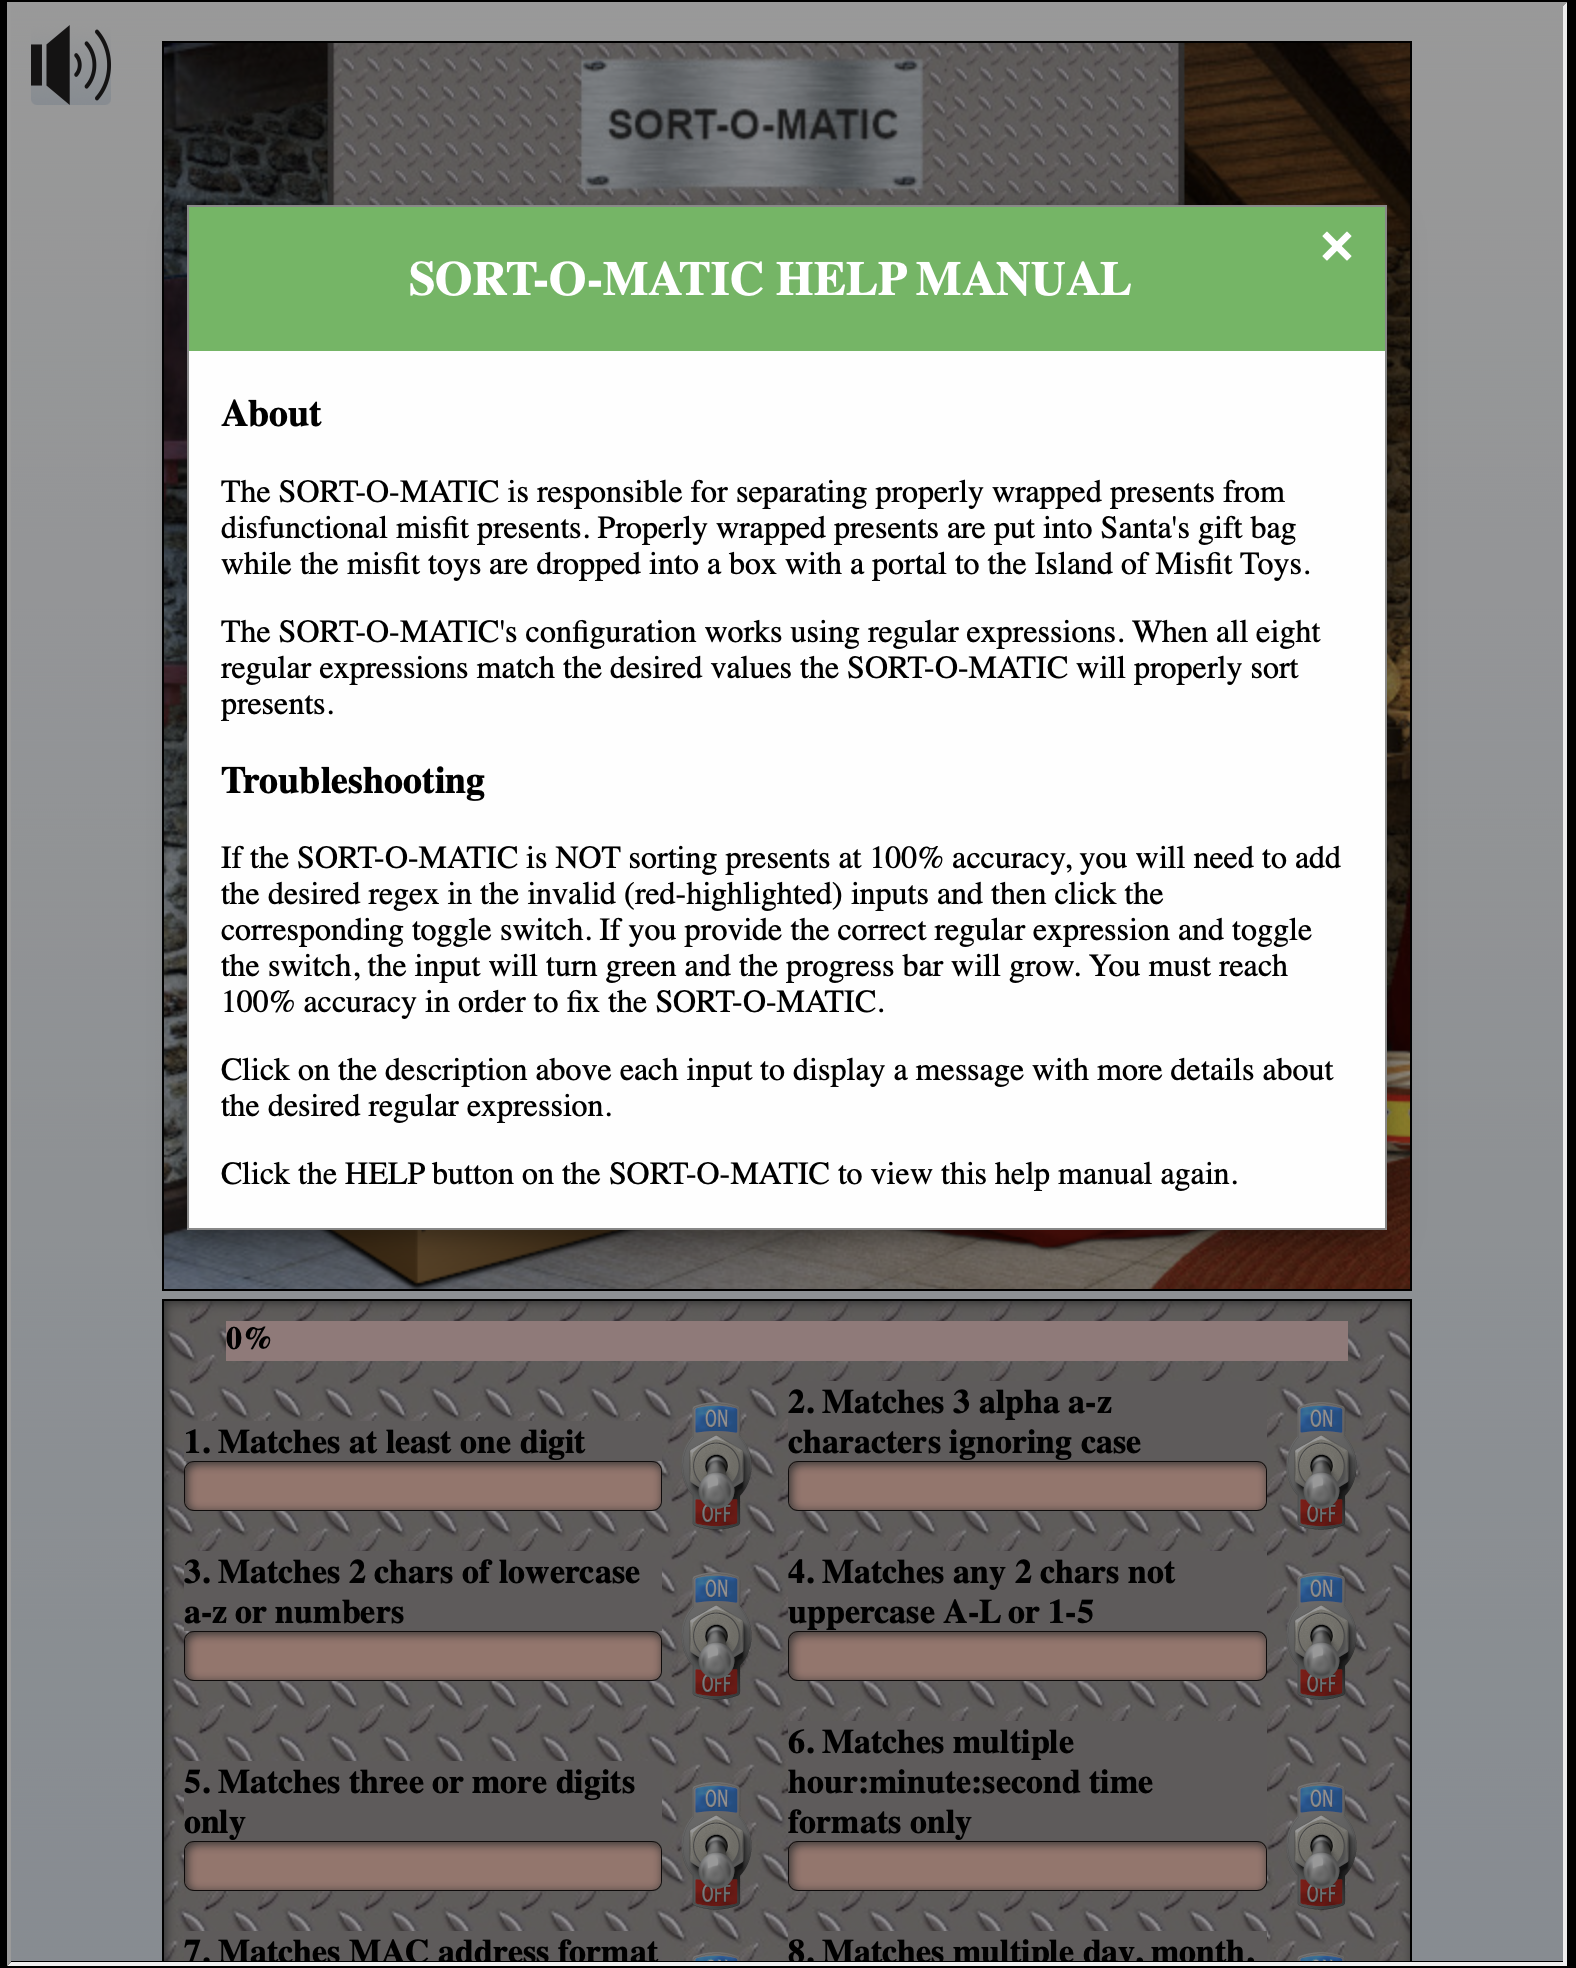 SORT-O-MATIC
SORT-O-MATIC HELP MANUAL
×
About
The SORT-O-MATIC is responsible for separating properly wrapped presents from
disfunctional misfit presents. Properly wrapped presents are put into Santa's gift bag
while the misfit toys are dropped into a box with a portal to the Island of Misfit Toys.
The SORT-O-MATIC's configuration works using regular expressions. When all eight
regular expressions match the desired values the SORT-O-MATIC will properly sort
presents.
Troubleshooting
If the SORT-O-MATIC is NOT sorting presents at 100% accuracy, you will need to add
the desired regex in the invalid (red-highlighted) inputs and then click the
corresponding toggle switch. If you provide the correct regular expression and toggle
the switch, the input will turn green and the progress bar will grow. You must reach
100% accuracy in order to fix the SORT-O-MATIC.
Click on the description above each input to display a message with more details about
the desired regular expression.
Click the HELP button on the SORT-O-MATIC to view this help manual again.
0%
1. Matches at least one digit
ON
OFF
2. Matches 3 alpha a-z
characters ignoring case
ON
OFF
3. Matches 2 chars of lowercase
a-z or numbers
ON
OFF
4. Matches any 2 chars not
uppercase A-L or 1-5
ON
OFF
5. Matches three or more digits
only
ON
OFF
6. Matches multiple
hour:minute:second time
formats only
ON
OFF
7. Matches MAC address format
8. Matches multiple day, month,